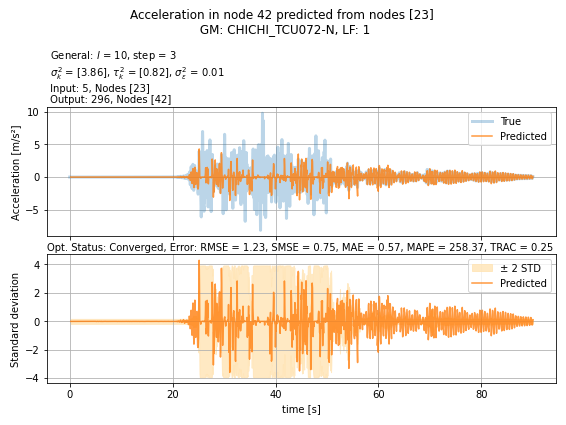 Acceleration in node 42 predicted from nodes [23]
GM: CHICHI_TCU072-N, LF: 1
General: l = 10, step = 3
σ²ₖ = [3.86], τ²ₖ = [0.82], σ²ε = 0.01
Input: 5, Nodes [23]
Output: 296, Nodes [42]
Acceleration [m/s²]
10
5
0
−5
True
Predicted
Opt. Status: Converged, Error: RMSE = 1.23, SMSE = 0.75, MAE = 0.57, MAPE = 258.37, TRAC = 0.25
Standard deviation
4
2
0
−2
−4
± 2 STD
Predicted
0 20 40 60 80
time [s]